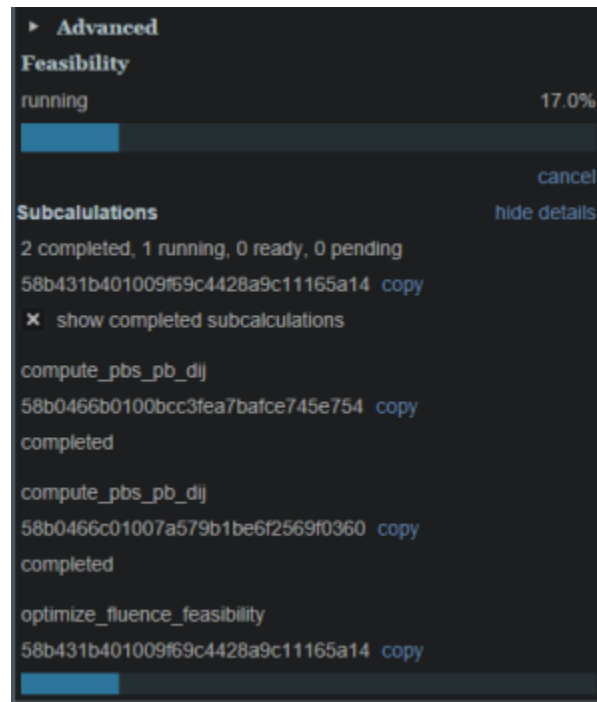 Advanced
Feasibility
running 17.0%
cancel
Subcalulations hide details
2 completed, 1 running, 0 ready, 0 pending
58b431b401009f69c4428a9c11165a14 copy
show completed subcalculations
compute_pbs_pb_dij
58b0466b0100bcc3fea7bafce745e754 copy
completed
compute_pbs_pb_dij
58b0466c01007a579b1be6f2569f0360 copy
completed
optimize_fluence_feasibility
58b431b401009f69c4428a9c11165a14 copy